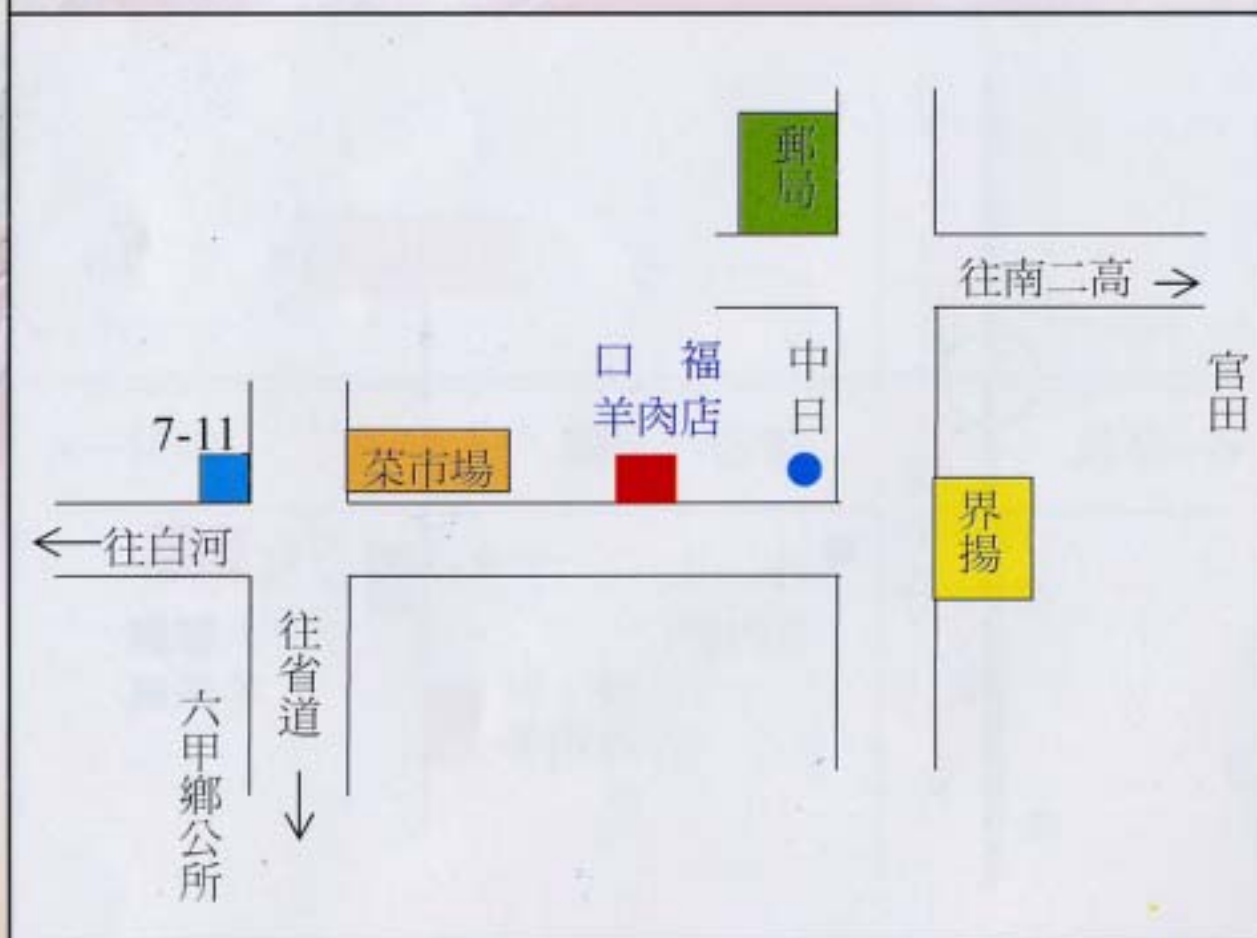 郵局
往南二高 →
官田
口 福
羊肉店
中日
7-11
菜市場
界揚
←往白河
往省道 ↓
六甲鄉公所